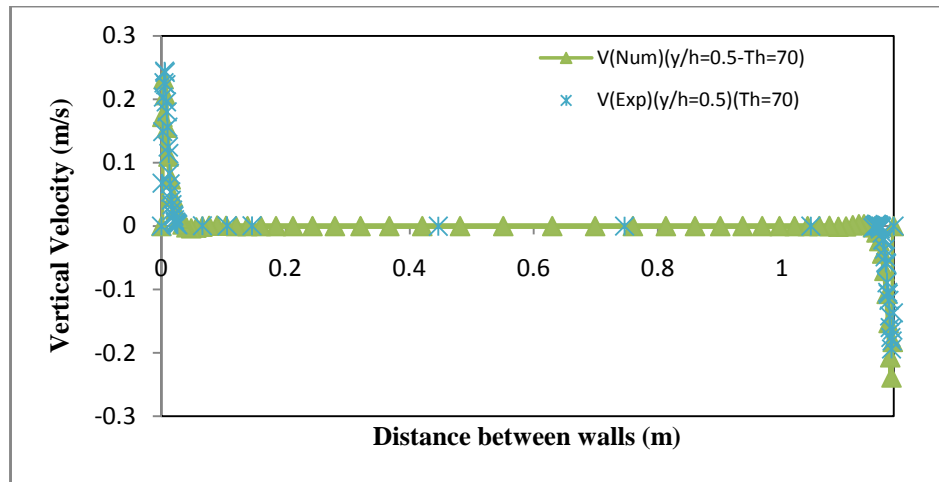 0.3
0.2
0.1
0
-0.1
-0.2
-0.3
Vertical Velocity (m/s)
V(Num)(y/h=0.5-Th=70)
V(Exp)(y/h=0.5)(Th=70)
0 0.2 0.4 0.6 0.8 1
Distance between walls (m)